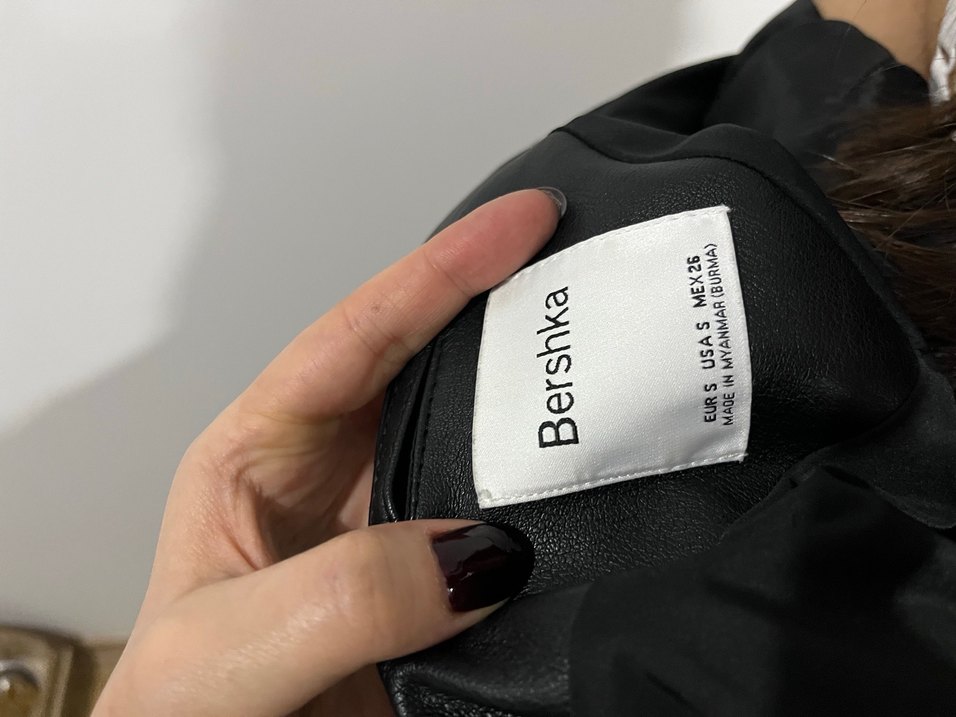 Bershka
EUR S USA S MEX 26
MADE IN MYANMAR (BURMA)